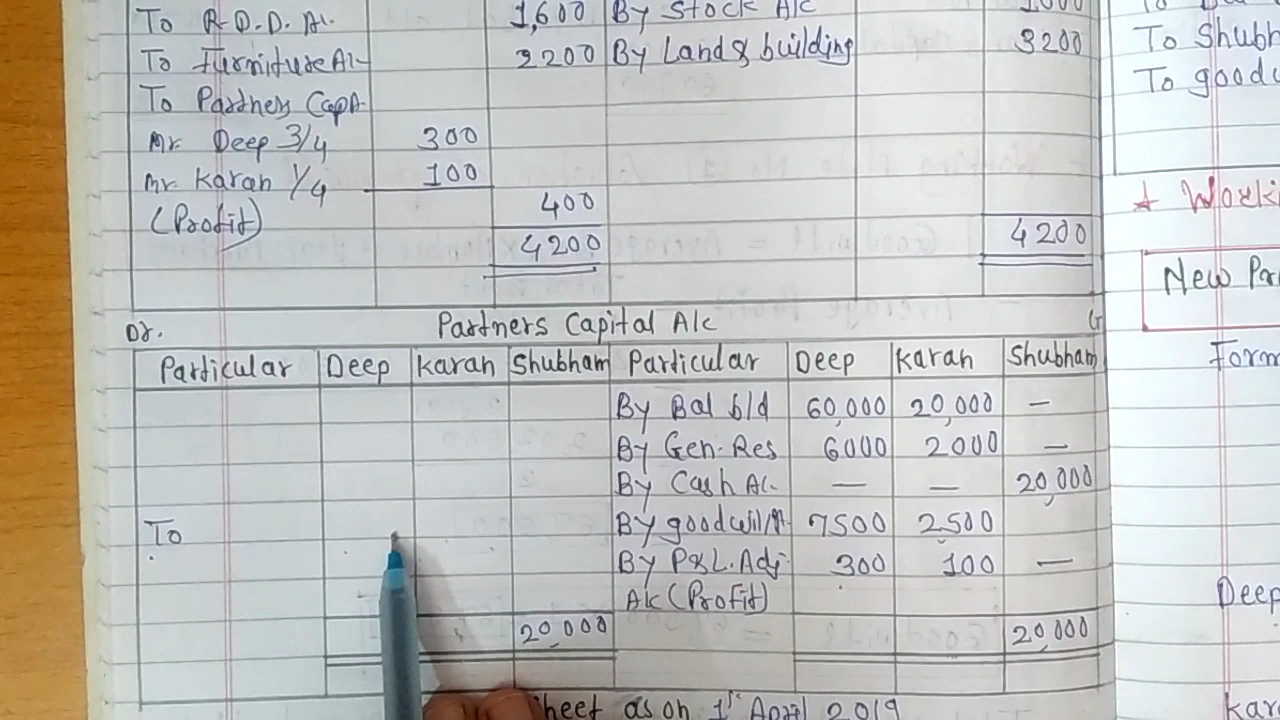 To R.D.D. A/c 1,600 By Stock A/c 1,000
To Furniture A/c 2200 By Land & building 3200
To Partners Cap A/c
Mr. Deep 3/4 300
Mr. Karan 1/4 100
400
(Profit)
4200 4200
Dr. Partners Capital A/c
Particular Deep Karan Shubham Particular Deep Karan Shubham
By Bal b/d 60,000 20,000 —
By Gen. Res 6000 2000 —
By Cash A/c — — 20,000
To By goodwill A/c 7500 2500
By P&L. Adj 300 100 —
A/c (Profit)
20,000 20,000
heet as on 1st April 2019
To Shubh
To goodw
★ Worki
New Par
Form
Deep
Kar